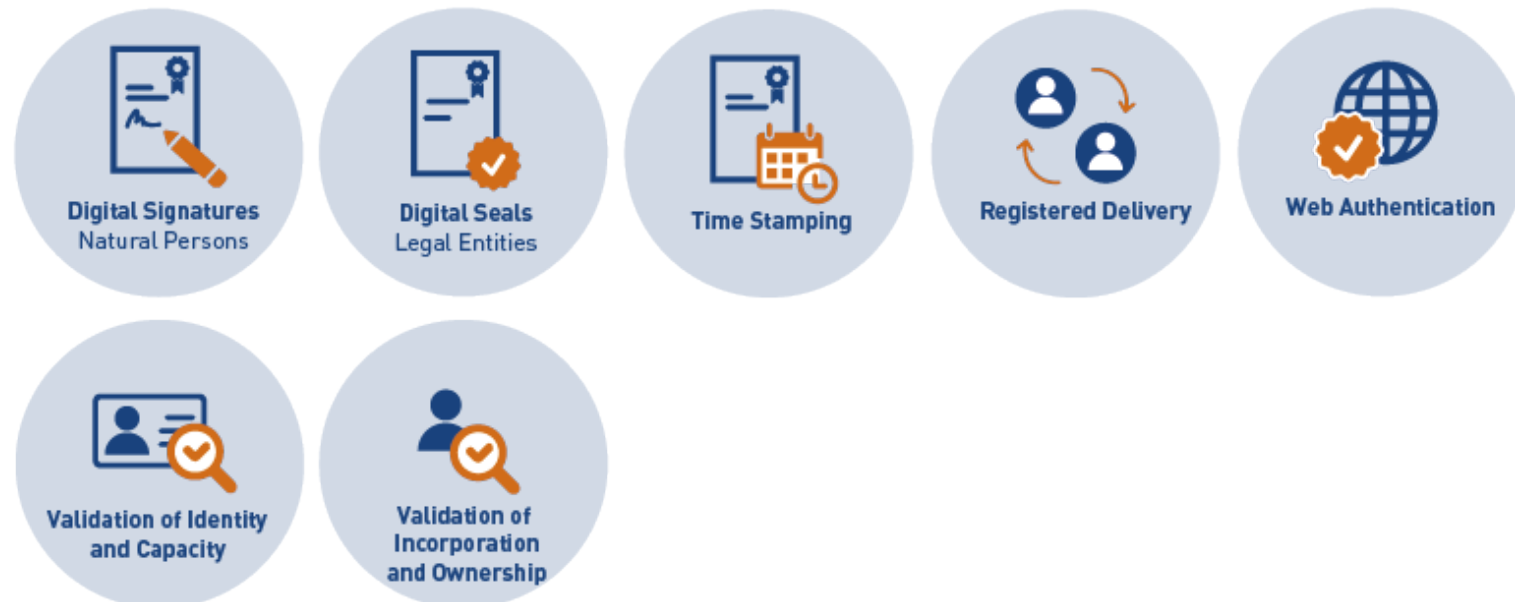 Digital Signatures
Natural Persons
Digital Seals
Legal Entities
Time Stamping
Registered Delivery
Web Authentication
Validation of Identity
and Capacity
Validation of
Incorporation
and Ownership